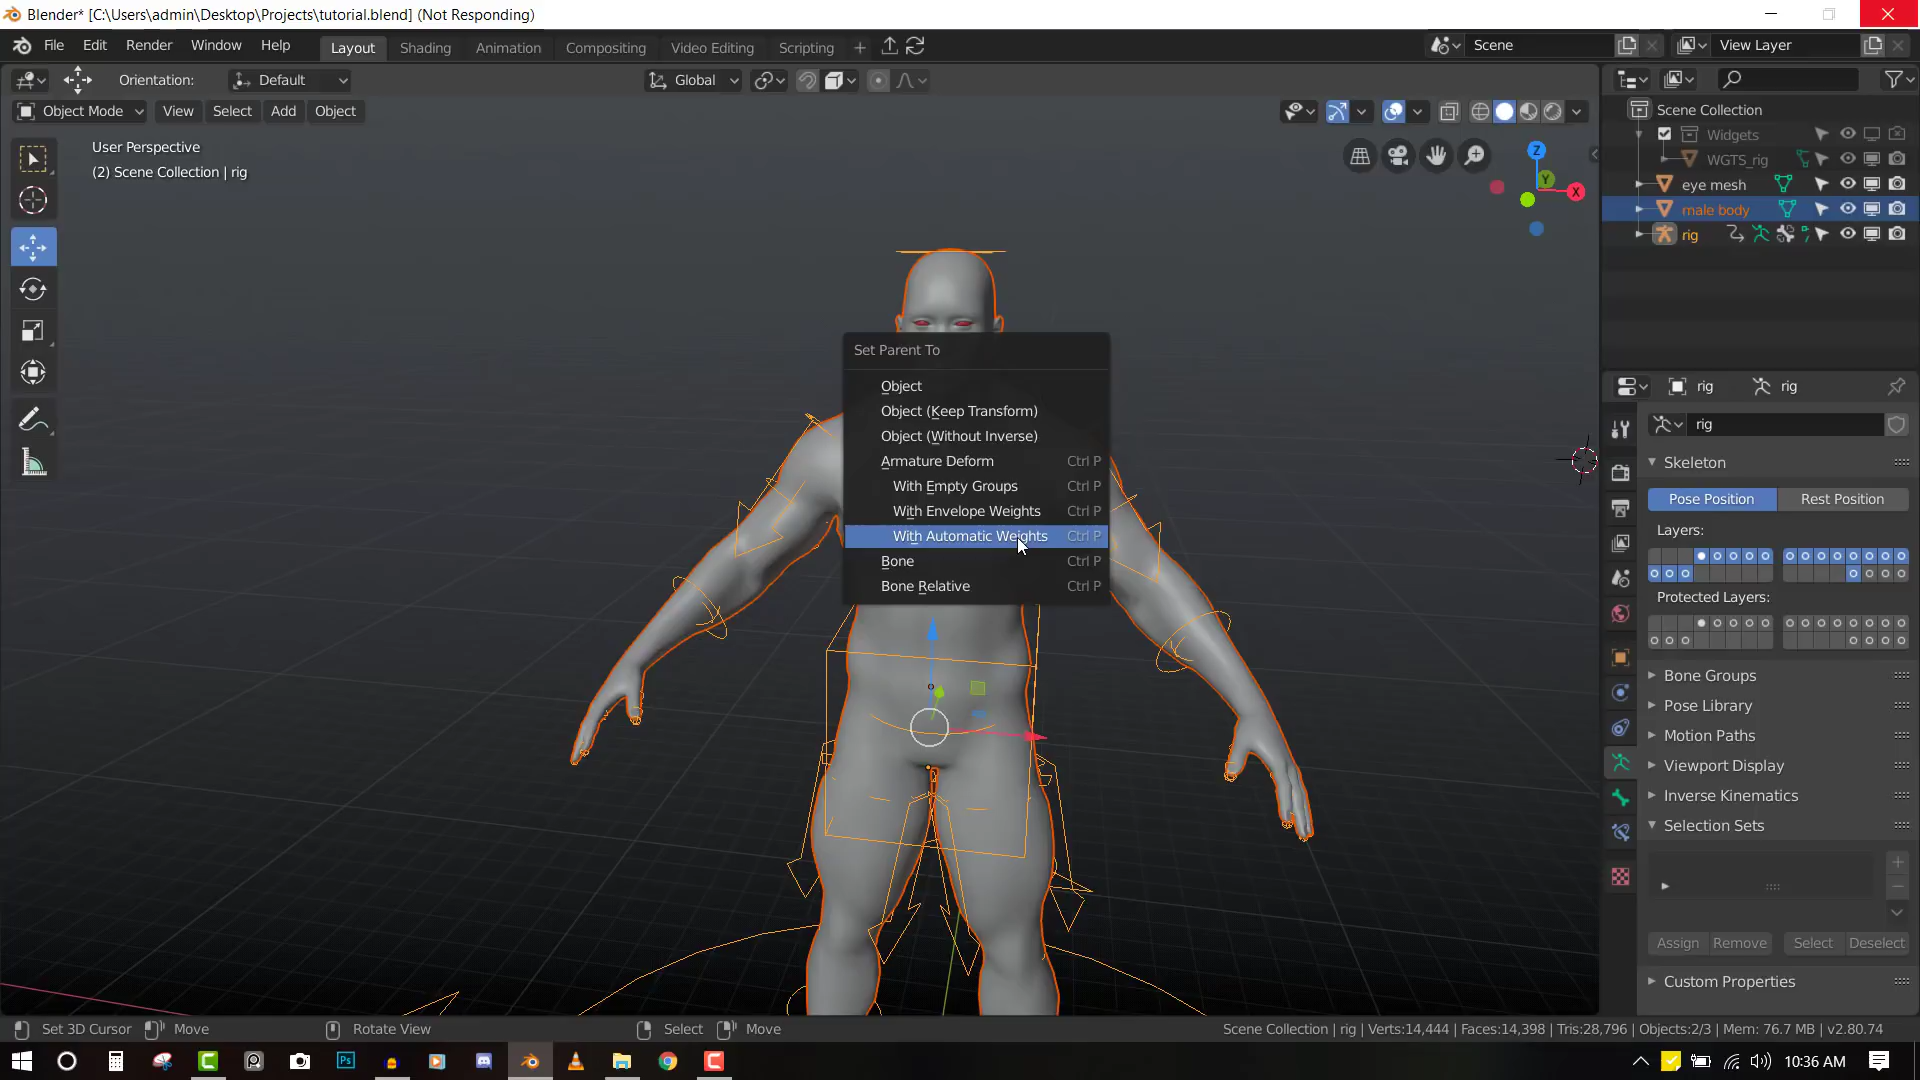 Blender* [C:\Users\admin\Desktop\Projects\tutorial.blend] (Not Responding)
File Edit Render Window Help Layout Shading Animation Compositing Video Editing Scripting + Scene View Layer
Orientation: Default Global
Object Mode View Select Add Object
User Perspective
(2) Scene Collection | rig
Z
Y
X
Scene Collection
Widgets
WGTS_rig
eye mesh
male body
rig
Set Parent To
Object
Object (Keep Transform)
Object (Without Inverse)
Armature Deform Ctrl P
With Empty Groups Ctrl P
With Envelope Weights Ctrl P
With Automatic Weights Ctrl P
Bone Ctrl P
Bone Relative Ctrl P
rig rig
rig
Skeleton
Pose Position Rest Position
Layers:
Protected Layers:
Bone Groups
Pose Library
Motion Paths
Viewport Display
Inverse Kinematics
Selection Sets
Assign Remove Select Deselect
Custom Properties
Set 3D Cursor Move Rotate View Select Move Scene Collection | rig | Verts:14,444 | Faces:14,398 | Tris:28,796 | Objects:2/3 | Mem: 76.7 MB | v2.80.74
Ps 10:36 AM